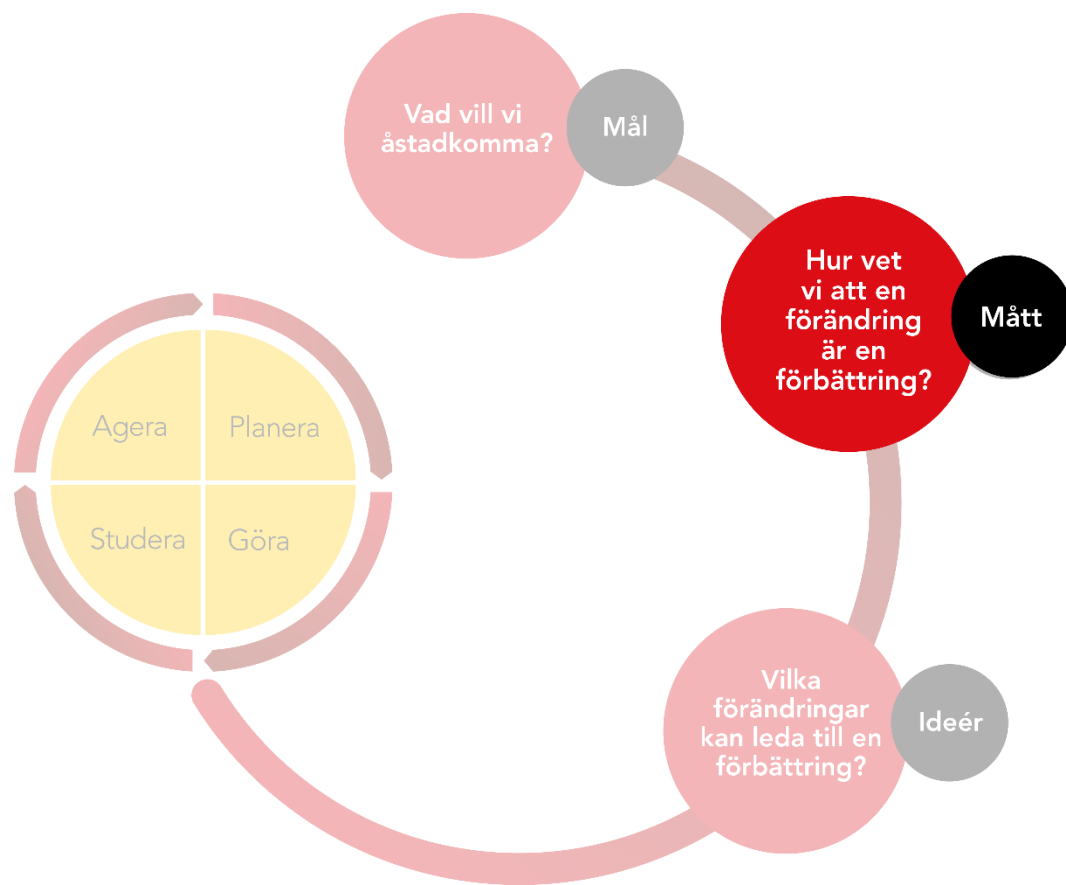 Vad vill vi
åstadkomma?
Mål
Hur vet
vi att en
förändring
är en
förbättring?
Mått
Agera
Planera
Studera
Göra
Vilka
förändringar
kan leda till en
förbättring?
Ideér